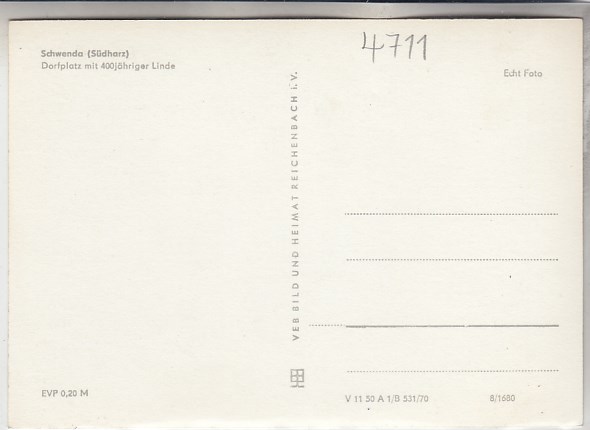 4711
Schwenda (Südharz)
Dorfplatz mit 400jähriger Linde
Echt Foto
VEB BILD UND HEIMAT REICHENBACH i. V.
EVP 0,20 M
V 11 50 A 1/B 531/70
8/1680